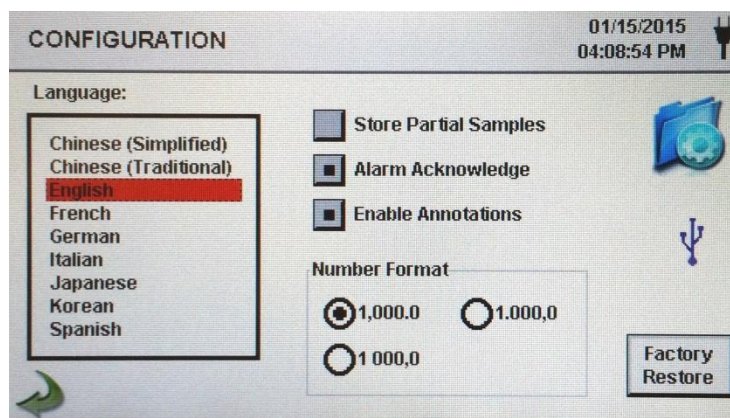 CONFIGURATION
01/15/2015
04:08:54 PM
Language:
Chinese (Simplified)
Chinese (Traditional)
English
French
German
Italian
Japanese
Korean
Spanish
Store Partial Samples
Alarm Acknowledge
Enable Annotations
Number Format
1,000.0
1.000,0
1 000,0
Factory
Restore